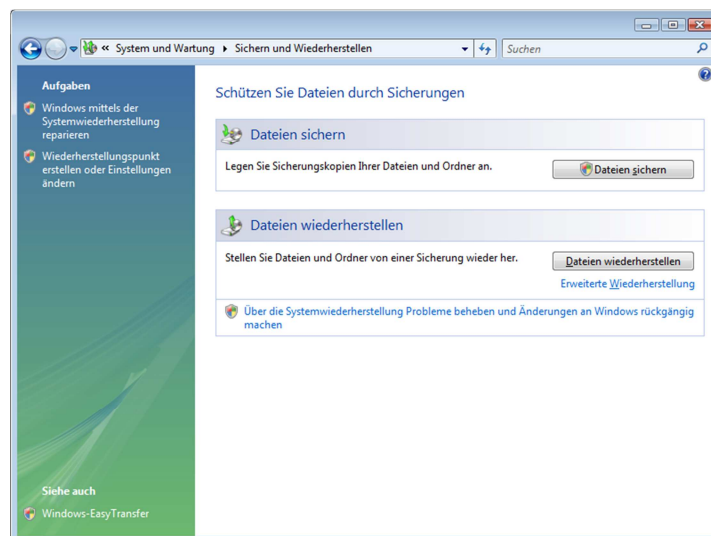 « System und Wartung ▸ Sichern und Wiederherstellen
Suchen
Aufgaben
Windows mittels der
Systemwiederherstellung
reparieren
Wiederherstellungspunkt
erstellen oder Einstellungen
ändern
Siehe auch
Windows-EasyTransfer
Schützen Sie Dateien durch Sicherungen
Dateien sichern
Legen Sie Sicherungskopien Ihrer Dateien und Ordner an.
Dateien sichern
Dateien wiederherstellen
Stellen Sie Dateien und Ordner von einer Sicherung wieder her.
Dateien wiederherstellen
Erweiterte Wiederherstellung
Über die Systemwiederherstellung Probleme beheben und Änderungen an Windows rückgängig
machen